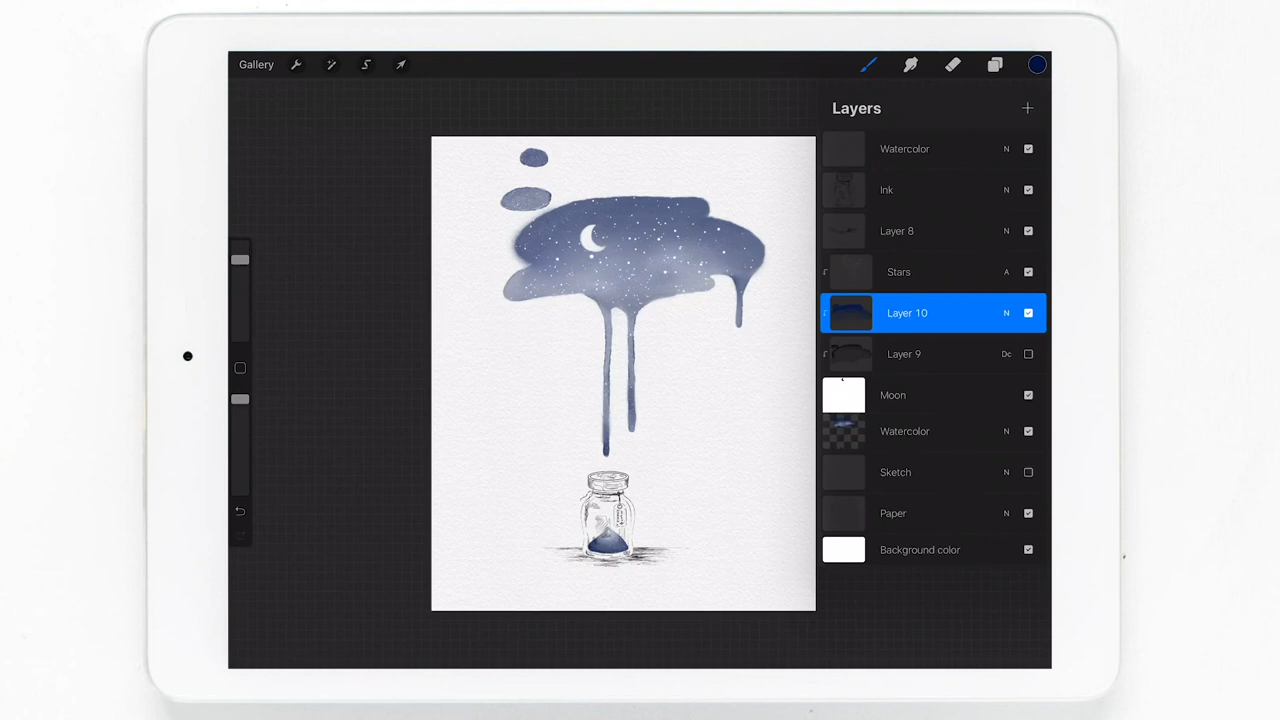 Gallery
Layers
Watercolor N
Ink N
Layer 8 N
Stars A
Layer 10 N
Layer 9 Dc
Moon
Watercolor N
Sketch N
Paper N
Background color